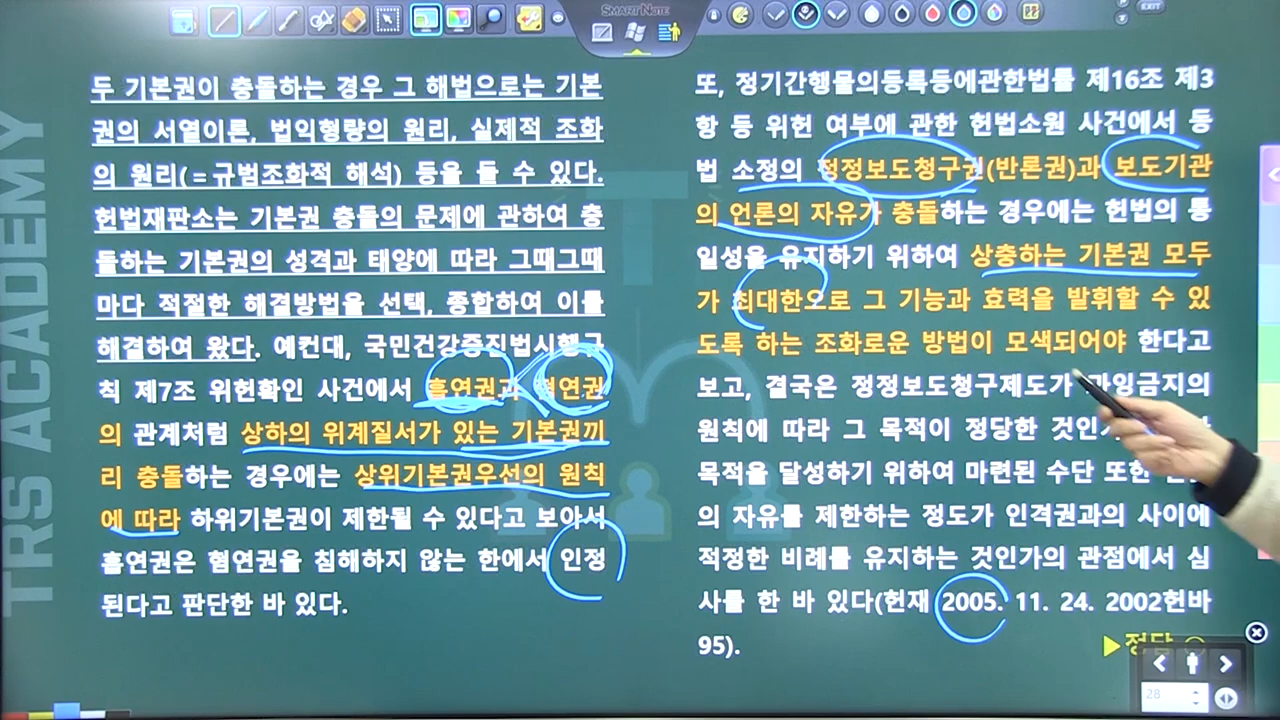 SMARTNOTE
EXIT
TRS ACADEMY
두 기본권이 충돌하는 경우 그 해법으로는 기본
권의 서열이론, 법익형량의 원리, 실제적 조화
의 원리(=규범조화적 해석) 등을 들 수 있다.
헌법재판소는 기본권 충돌의 문제에 관하여 충
돌하는 기본권의 성격과 태양에 따라 그때그때
마다 적절한 해결방법을 선택, 종합하여 이를
해결하여 왔다. 예컨대, 국민건강증진법시행규
칙 제7조 위헌확인 사건에서 흡연권과 혐연권
의 관계처럼 상하의 위계질서가 있는 기본권끼
리 충돌하는 경우에는 상위기본권우선의 원칙
에 따라 하위기본권이 제한될 수 있다고 보아서
흡연권은 혐연권을 침해하지 않는 한에서 인정
된다고 판단한 바 있다.
또, 정기간행물의등록등에관한법률 제16조 제3
항 등 위헌 여부에 관한 헌법소원 사건에서 동
법 소정의 정정보도청구권(반론권)과 보도기관
의 언론의 자유가 충돌하는 경우에는 헌법의 통
일성을 유지하기 위하여 상충하는 기본권 모두
가 최대한으로 그 기능과 효력을 발휘할 수 있
도록 하는 조화로운 방법이 모색되어야 한다고
보고, 결국은 정정보도청구제도가 과잉금지의
원칙에 따라 그 목적이 정당한 것인가
목적을 달성하기 위하여 마련된 수단 또한
의 자유를 제한하는 정도가 인격권과의 사이에
적정한 비례를 유지하는 것인가의 관점에서 심
사를 한 바 있다(헌재 2005. 11. 24. 2002헌바
95).
▶정답
28